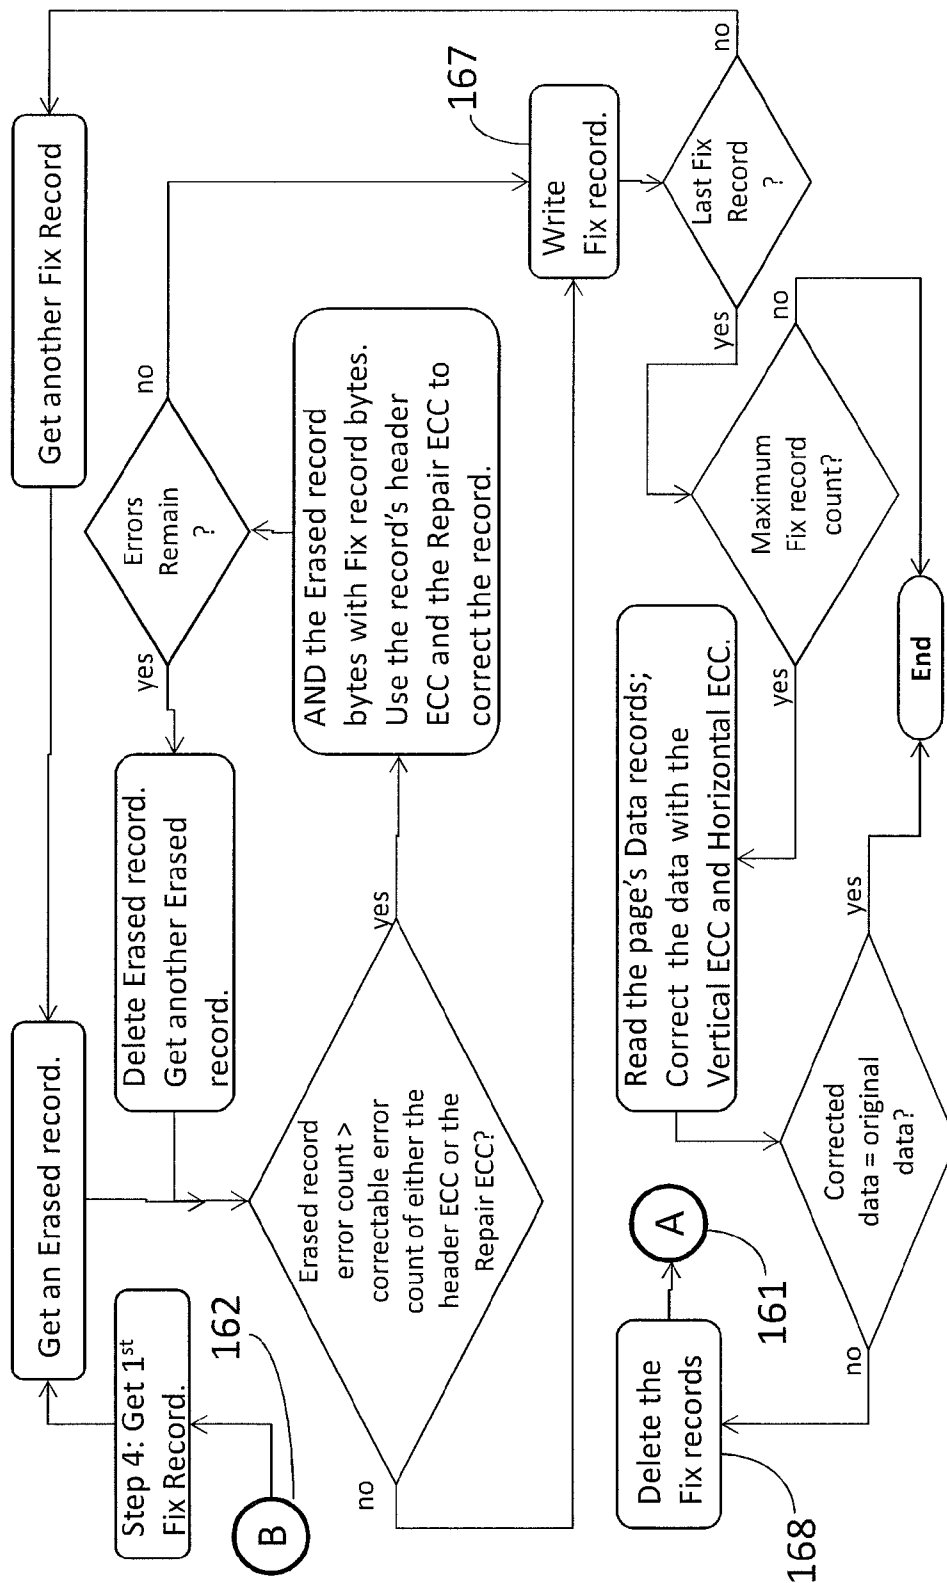 B
162
Step 4: Get 1st
Fix Record.
Get an Erased record.
Get another Fix Record
Delete Erased record.
Get another Erased
record.
Errors
Remain
?
yes
no
Erased record
error count >
correctable error
count of either the
header ECC or the
Repair ECC?
no
yes
AND the Erased record
bytes with Fix record bytes.
Use the record's header
ECC and the Repair ECC to
correct the record.
Write
Fix record.
167
Last Fix
Record
?
no
yes
Maximum
Fix record
count?
no
yes
Read the page's Data records;
Correct the data with the
Vertical ECC and Horizontal ECC.
Corrected
data = original
data?
yes
no
End
Delete the
Fix records
168
A
161